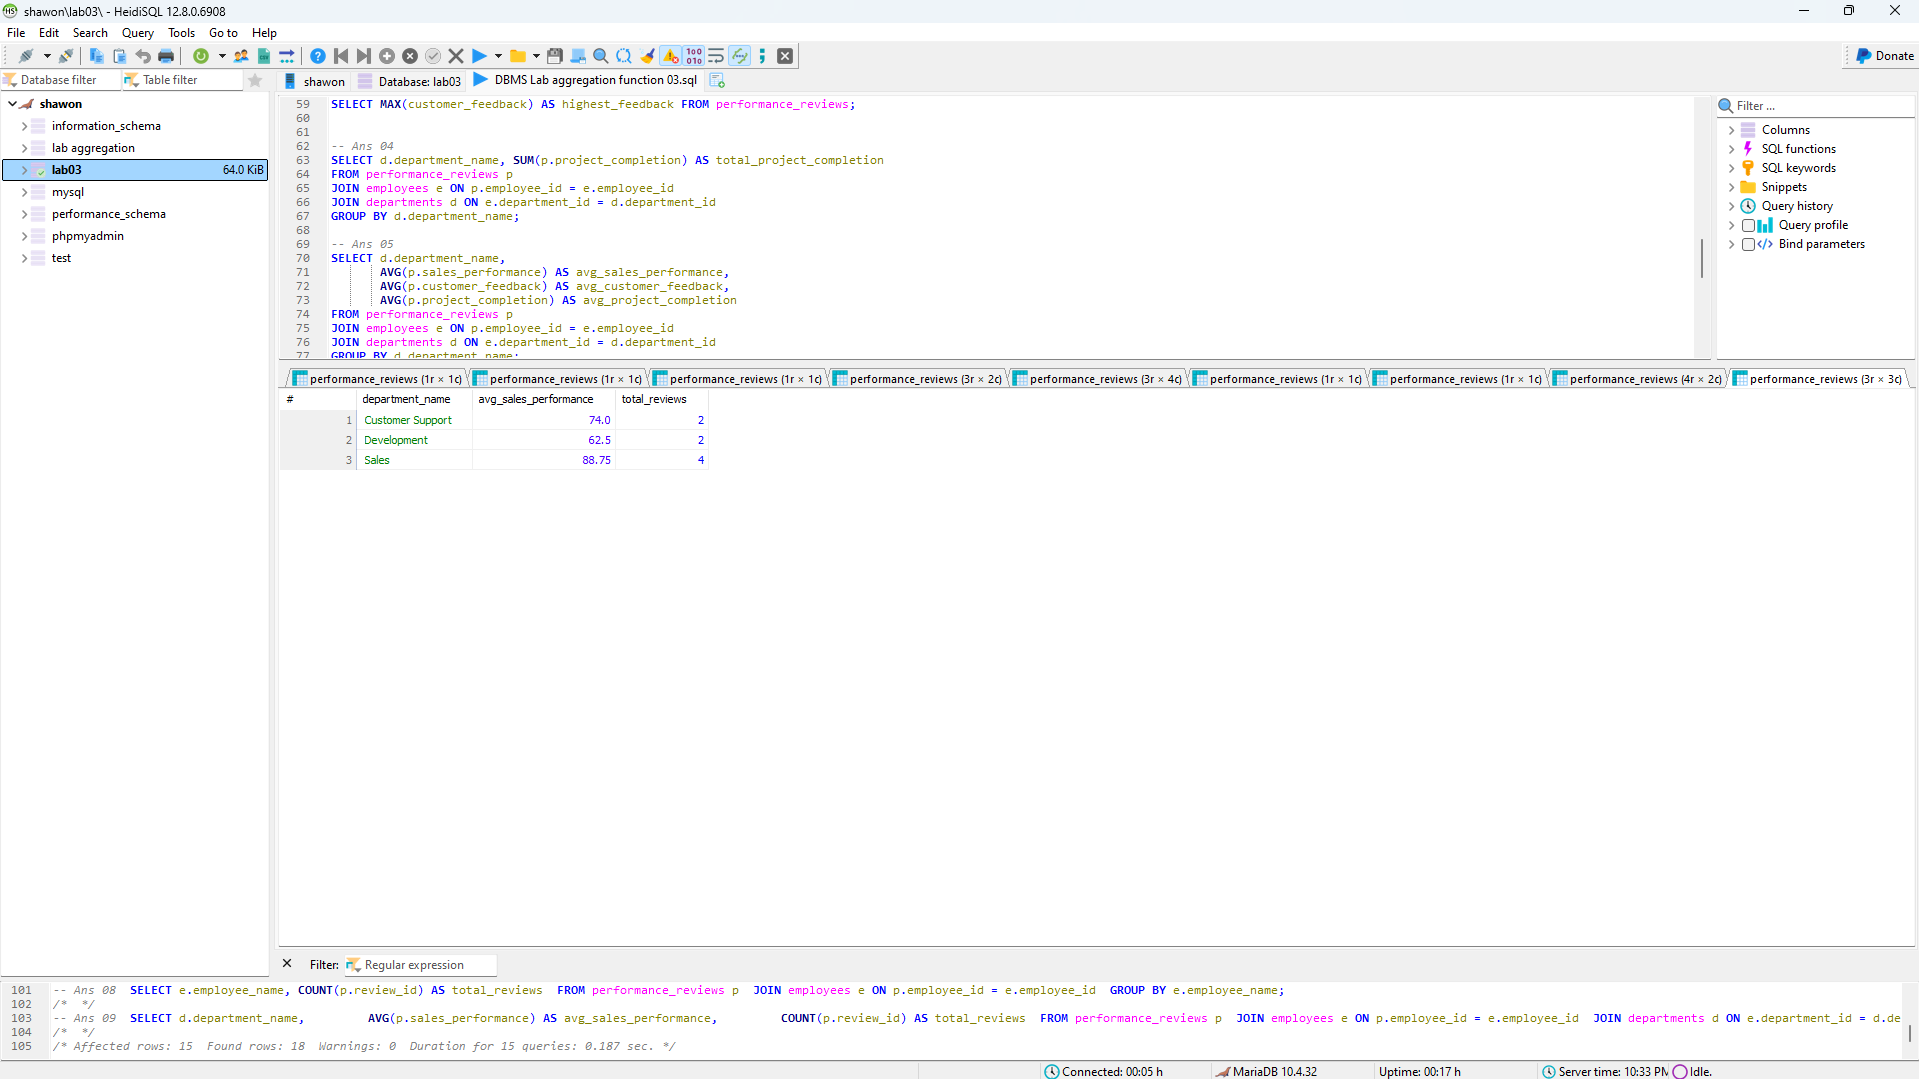 shawon\lab03\ - HeidiSQL 12.8.0.6908
File Edit Search Query Tools Go to Help
Donate
Database filter Table filter
shawon Database: lab03 DBMS Lab aggregation function 03.sql
shawon
information_schema
lab aggregation
lab03 64.0 KiB
mysql
performance_schema
phpmyadmin
test
59 SELECT MAX(customer_feedback) AS highest_feedback FROM performance_reviews;
60
61
62 -- Ans 04
63 SELECT d.department_name, SUM(p.project_completion) AS total_project_completion
64 FROM performance_reviews p
65 JOIN employees e ON p.employee_id = e.employee_id
66 JOIN departments d ON e.department_id = d.department_id
67 GROUP BY d.department_name;
68
69 -- Ans 05
70 SELECT d.department_name,
71 AVG(p.sales_performance) AS avg_sales_performance,
72 AVG(p.customer_feedback) AS avg_customer_feedback,
73 AVG(p.project_completion) AS avg_project_completion
74 FROM performance_reviews p
75 JOIN employees e ON p.employee_id = e.employee_id
76 JOIN departments d ON e.department_id = d.department_id
77 GROUP BY d.department_name;
Filter ...
Columns
SQL functions
SQL keywords
Snippets
Query history
Query profile
Bind parameters
performance_reviews (1r × 1c) performance_reviews (1r × 1c) performance_reviews (1r × 1c) performance_reviews (3r × 2c) performance_reviews (3r × 4c) performance_reviews (1r × 1c) performance_reviews (1r × 1c) performance_reviews (4r × 2c) performance_reviews (3r × 3c)
# department_name avg_sales_performance total_reviews
1 Customer Support 74.0 2
2 Development 62.5 2
3 Sales 88.75 4
Filter: Regular expression
101 -- Ans 08 SELECT e.employee_name, COUNT(p.review_id) AS total_reviews FROM performance_reviews p JOIN employees e ON p.employee_id = e.employee_id GROUP BY e.employee_name;
102 /* */
103 -- Ans 09 SELECT d.department_name, AVG(p.sales_performance) AS avg_sales_performance, COUNT(p.review_id) AS total_reviews FROM performance_reviews p JOIN employees e ON p.employee_id = e.employee_id JOIN departments d ON e.department_id = d.de
104 /* */
105 /* Affected rows: 15 Found rows: 18 Warnings: 0 Duration for 15 queries: 0.187 sec. */
Connected: 00:05 h MariaDB 10.4.32 Uptime: 00:17 h Server time: 10:33 PM Idle.